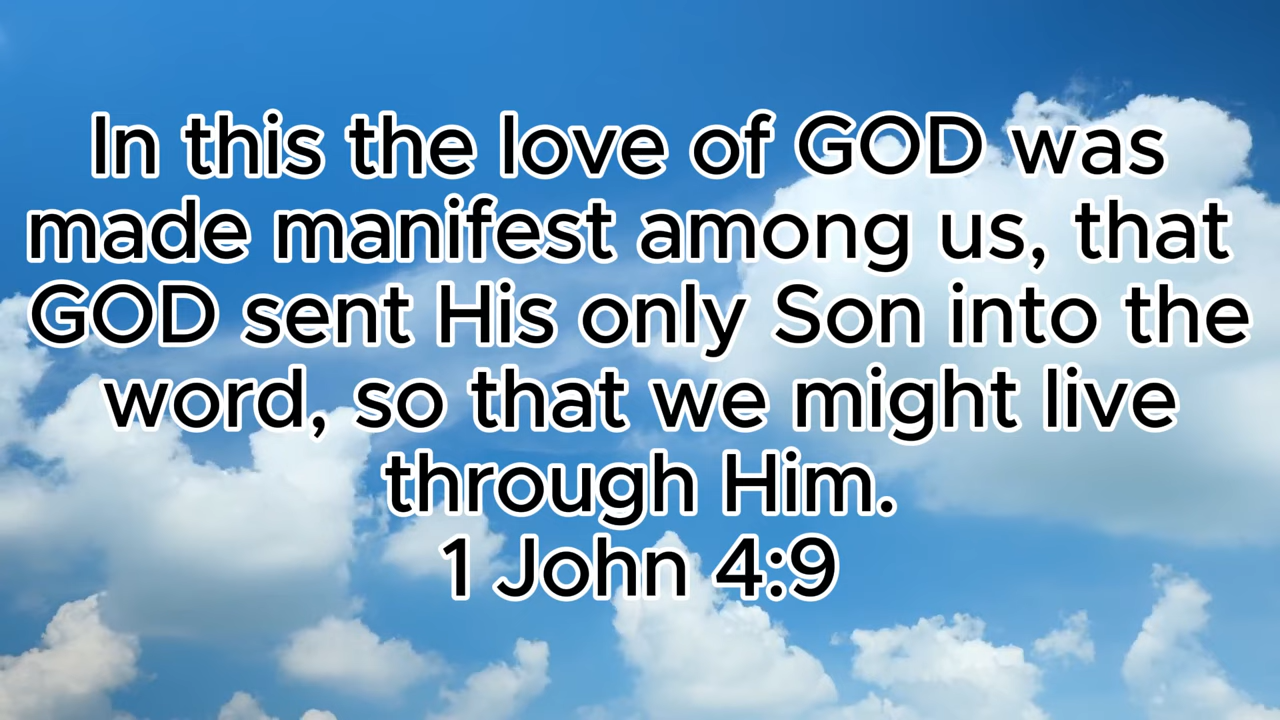 In this the love of GOD was
made manifest among us, that
GOD sent His only Son into the
word, so that we might live
through Him.
1 John 4:9